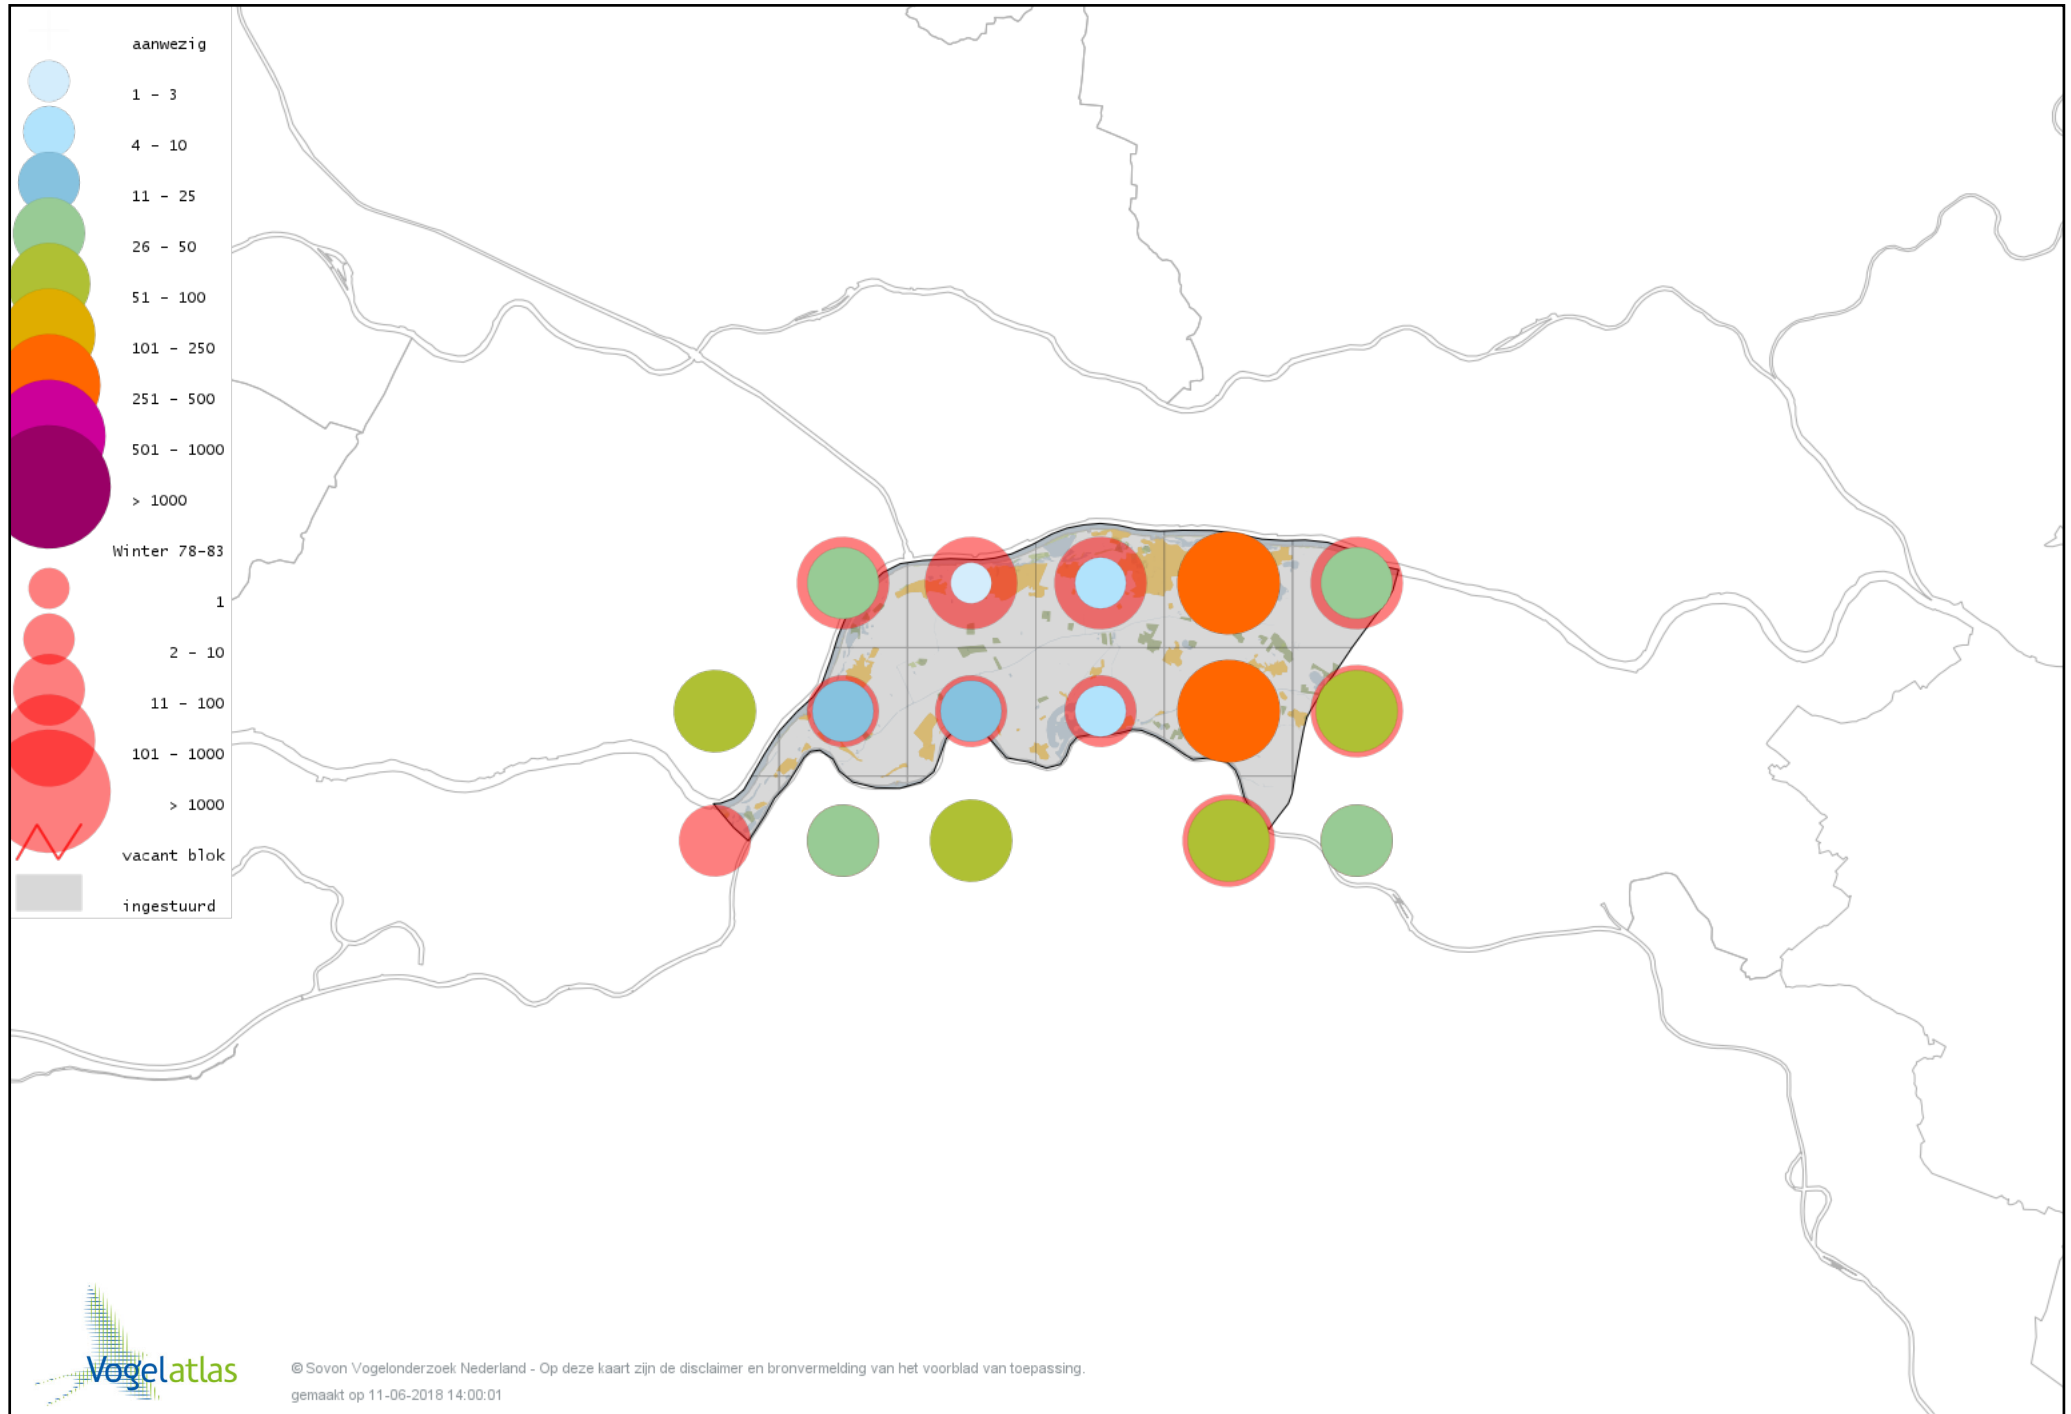 aanwezig
1 - 3
4 - 10
11 - 25
26 - 50
51 - 100
101 - 250
251 - 500
501 - 1000
> 1000
Winter 78-83
1
2 - 10
11 - 100
101 - 1000
> 1000
vacant blok
ingestuurd
Vogelatlas
© Sovon Vogelonderzoek Nederland - Op deze kaart zijn de disclaimer en bronvermelding van het voorblad van toepassing.
gemaakt op 11-06-2018 14:00:01